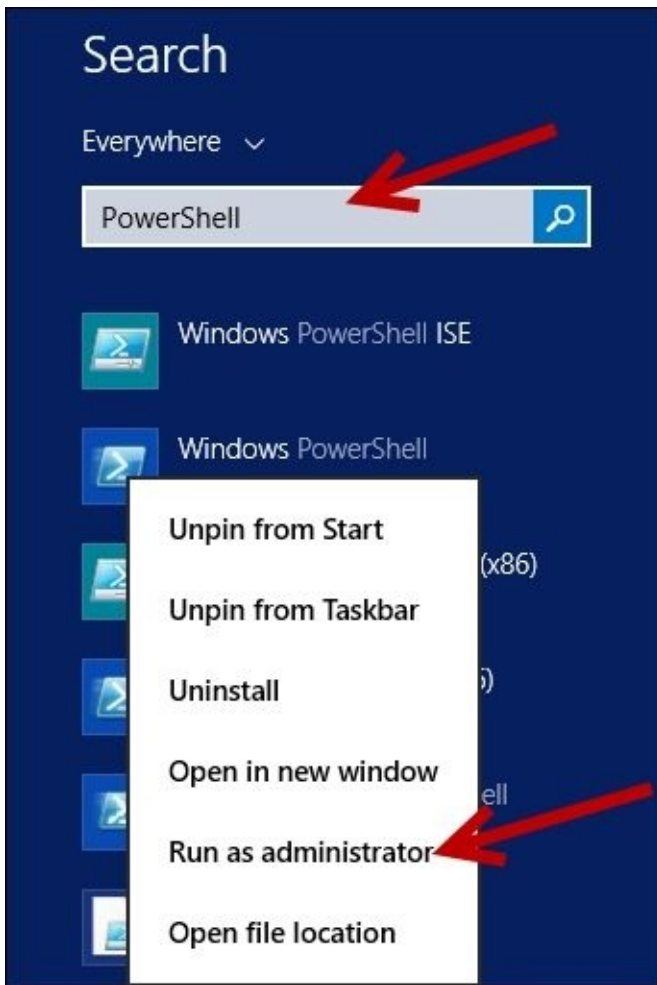 Search
Everywhere
PowerShell
Windows PowerShell ISE
Windows PowerShell
Unpin from Start
(x86)
Unpin from Taskbar
Uninstall
Open in new window
ell
Run as administrator
Open file location